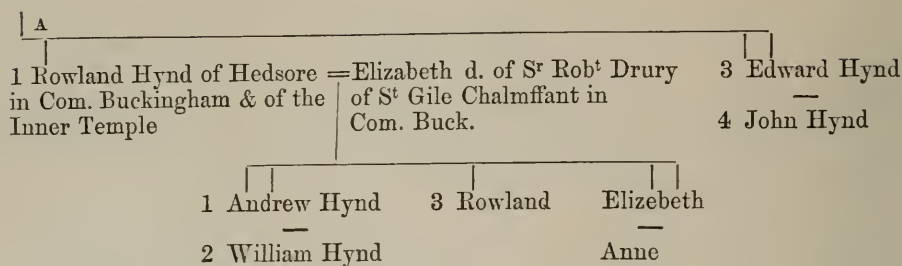 A
1 Rowland Hynd of Hedsore = Elizabeth d. of Sʳ Robᵗ Drury 3 Edward Hynd
in Com. Buckingham & of the of Sᵗ Gile Chalmffant in
Inner Temple Com. Buck. 4 John Hynd
1 Andrew Hynd 3 Rowland Elizebeth
2 William Hynd Anne